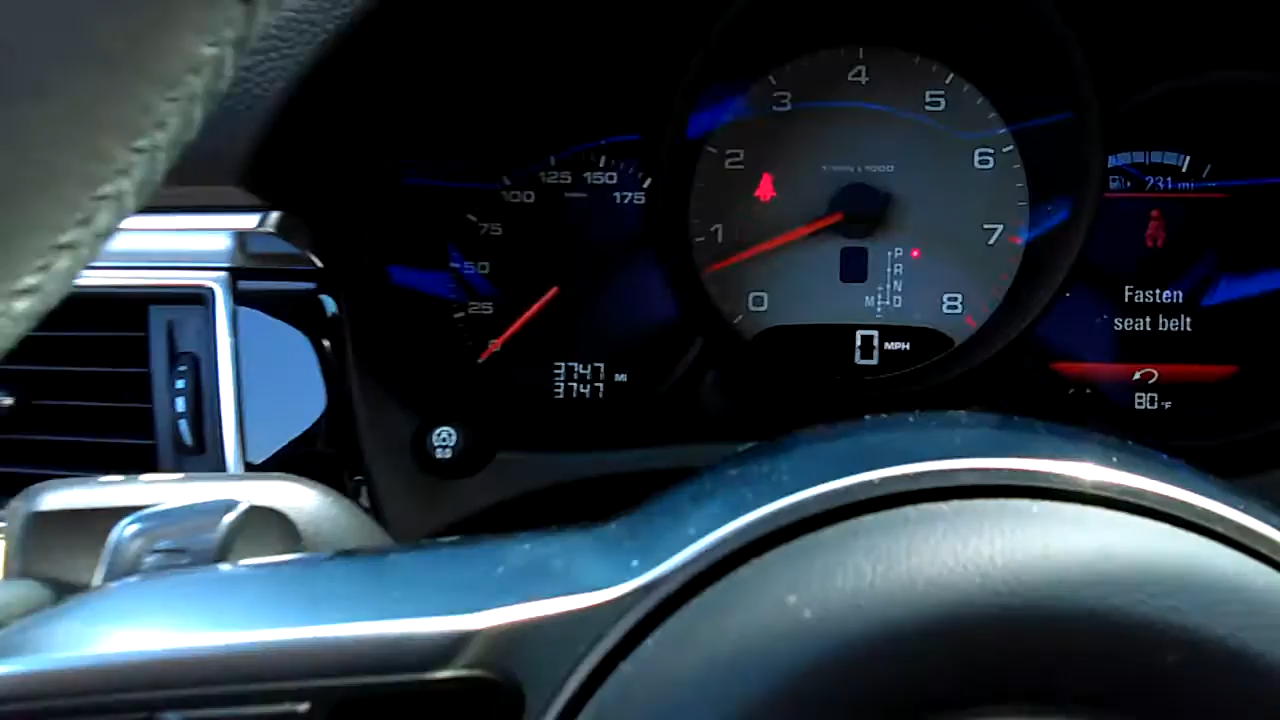 100 125 150 175
75
50
25
0
3747 MI
3747
0 1 2 3 4 5 6 7 8
P
R
N
M D
0 MPH
231 mi
Fasten
seat belt
80 °F